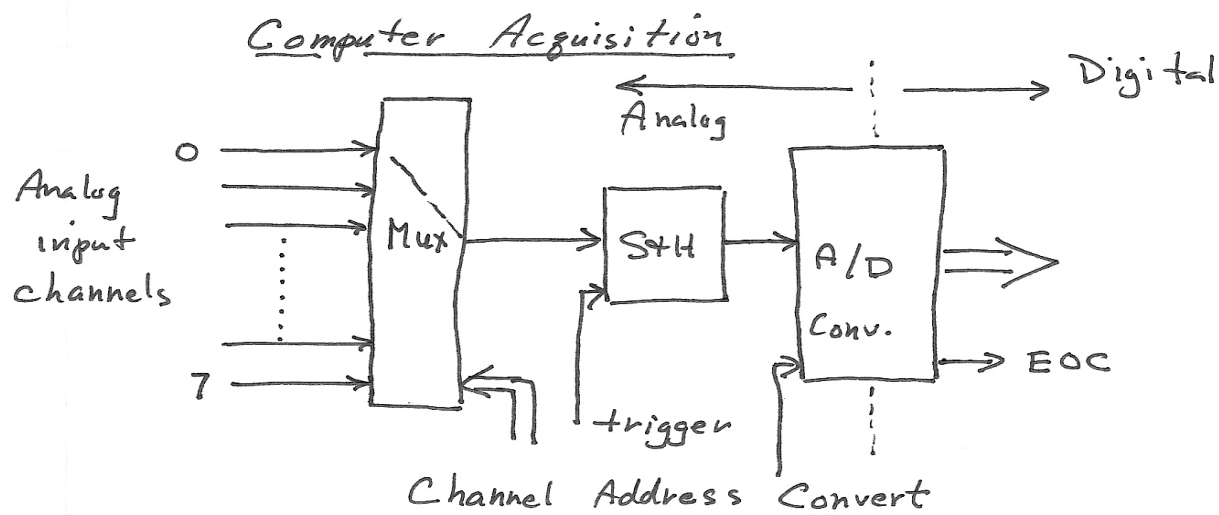 Computer Acquisition
Digital
Analog
0
Analog
input
channels
7
Mux
S+H
A/D
Conv.
EOC
trigger
Channel Address
Convert